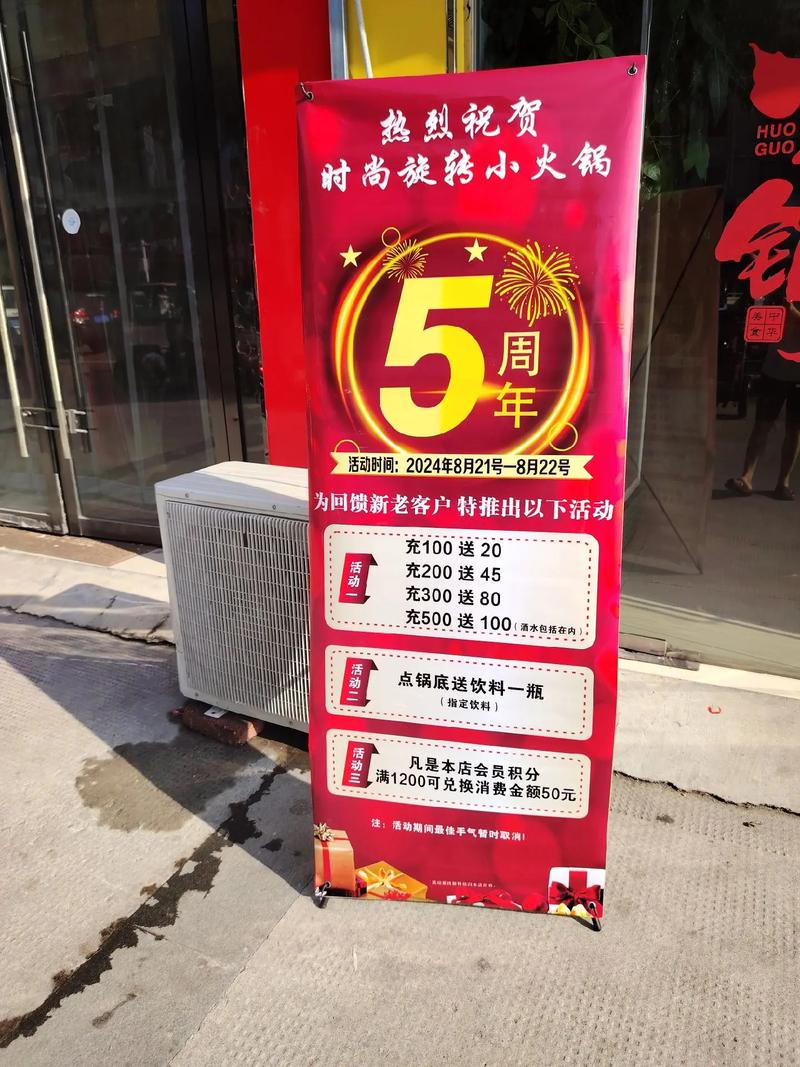 热烈祝贺
时尚旋转小火锅
5
周年
活动时间：2024年8月21号—8月22号
为回馈新老客户 特推出以下活动
活动一
充100 送 20
充200 送 45
充300 送 80
充500 送 100（酒水包括在内）
活动二
点锅底送饮料一瓶
（指定饮料）
活动三
凡是本店会员积分
满1200可兑换消费金额50元
注：活动期间最佳手气暂时取消！
HUO
GUO
锅
中华
美食